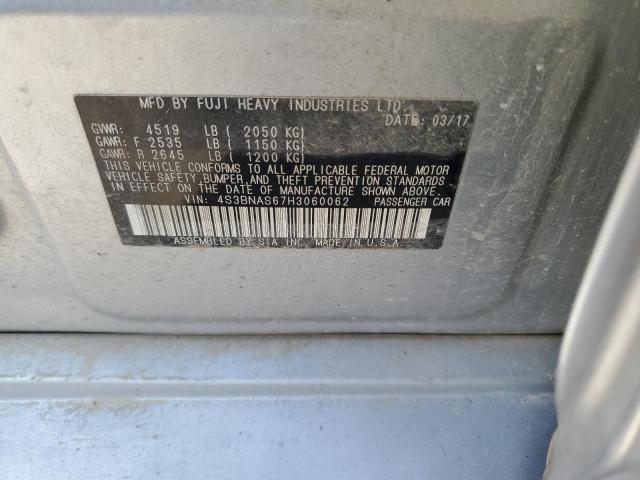 MFD BY FUJI HEAVY INDUSTRIES LTD.
DATE: 03/17
GVWR: 4519 LB ( 2050 KG)
GAWR: F 2535 LB ( 1150 KG)
GAWR: R 2645 LB ( 1200 KG)
THIS VEHICLE CONFORMS TO ALL APPLICABLE FEDERAL MOTOR
VEHICLE SAFETY, BUMPER, AND THEFT PREVENTION STANDARDS
IN EFFECT ON THE DATE OF MANUFACTURE SHOWN ABOVE.
VIN: 4S3BNAS67H3060062 PASSENGER CAR
ASSEMBLED BY SIA INC. MADE IN U.S.A.